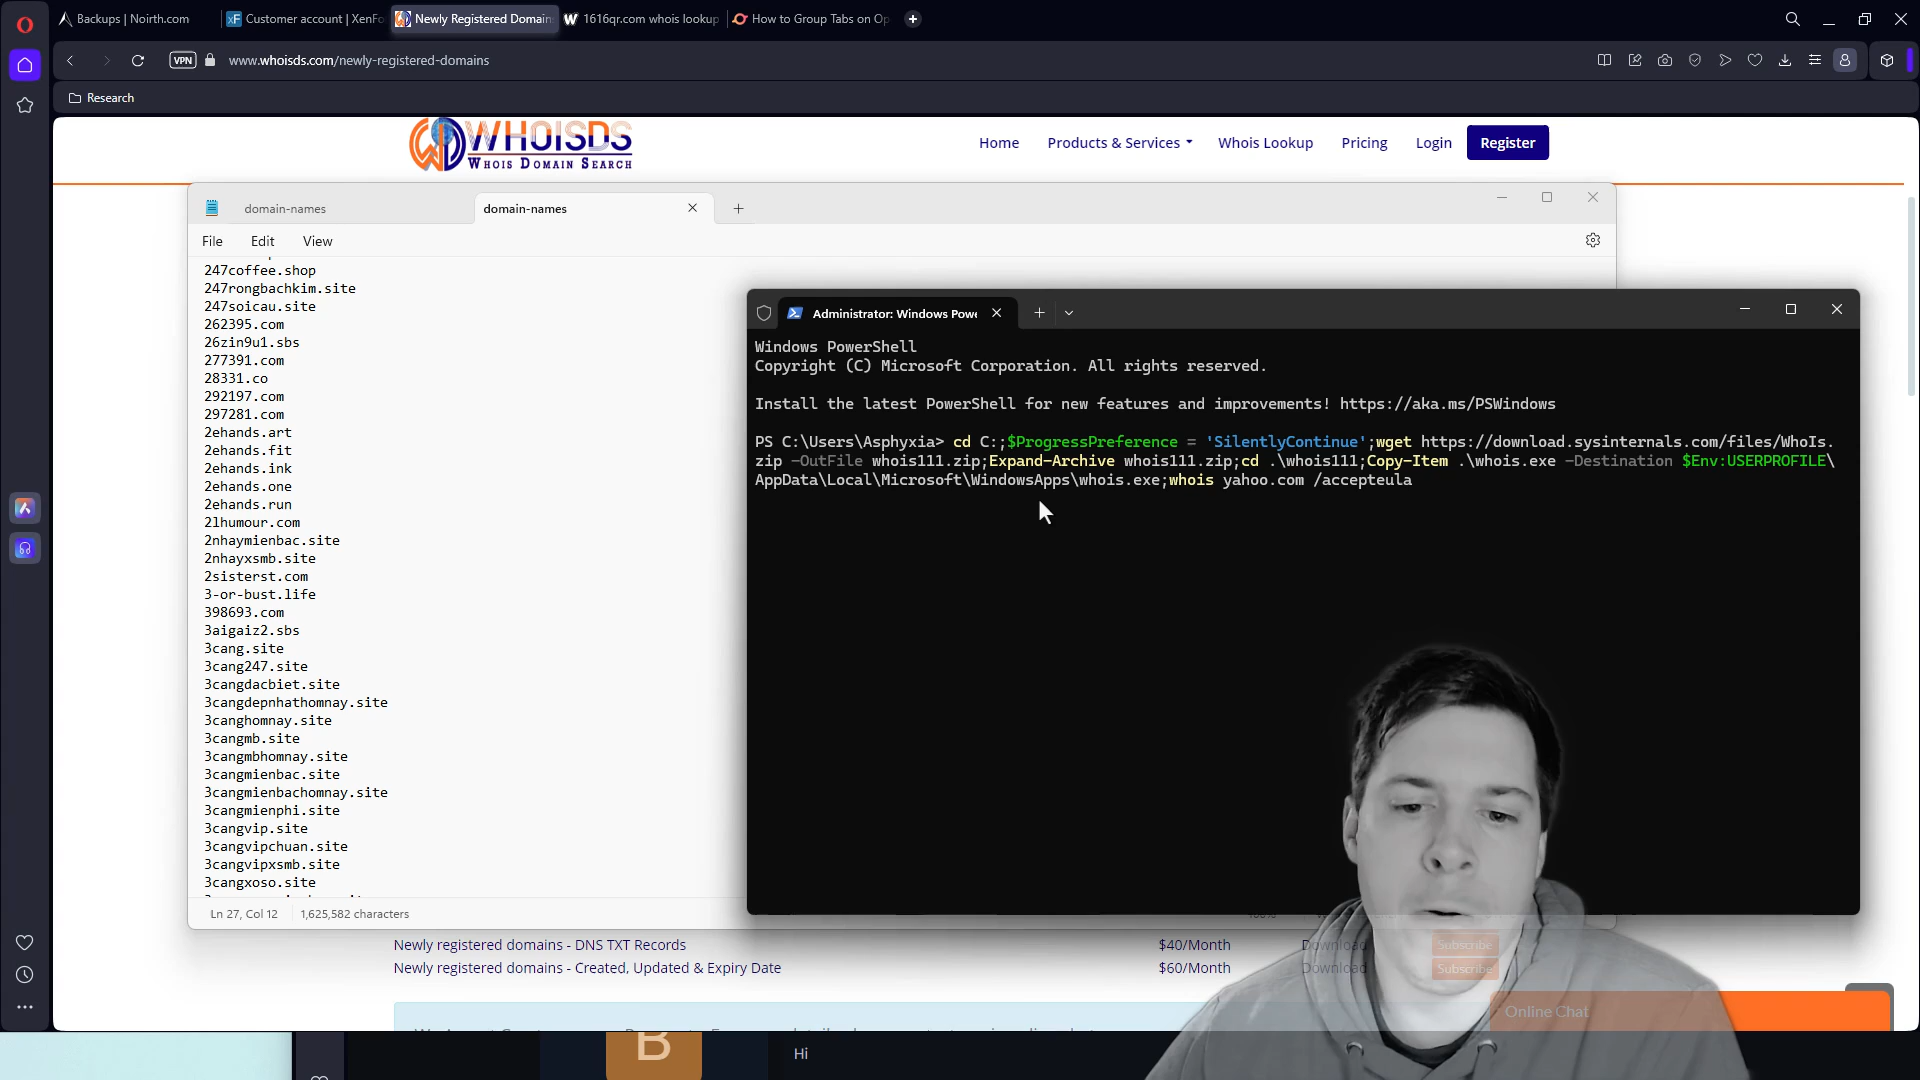 Backups | Noirth.com
Customer account | XenFo
Newly Registered Domain
1616qr.com whois lookup
How to Group Tabs on Op
VPN
www.whoisds.com/newly-registered-domains
Research
WHOISDS
WHOIS DOMAIN SEARCH
Home
Products & Services
Whois Lookup
Pricing
Login
Register
domain-names
domain-names
File
Edit
View
247coffee.shop
247rongbachkim.site
247soicau.site
262395.com
26zin9u1.sbs
277391.com
28331.co
292197.com
297281.com
2ehands.art
2ehands.fit
2ehands.ink
2ehands.one
2ehands.run
2lhumour.com
2nhaymienbac.site
2nhayxsmb.site
2sisterst.com
3-or-bust.life
398693.com
3aigaiz2.sbs
3cang.site
3cang247.site
3cangdacbiet.site
3cangdepnhathomnay.site
3canghomnay.site
3cangmb.site
3cangmbhomnay.site
3cangmienbac.site
3cangmienbachomnay.site
3cangmienphi.site
3cangvip.site
3cangvipchuan.site
3cangvipxsmb.site
3cangxoso.site
Ln 27, Col 12
1,625,582 characters
Administrator: Windows Powe
Windows PowerShell
Copyright (C) Microsoft Corporation. All rights reserved.
Install the latest PowerShell for new features and improvements! https://aka.ms/PSWindows
PS C:\Users\Asphyxia> cd C:;$ProgressPreference = 'SilentlyContinue';wget https://download.sysinternals.com/files/WhoIs.
zip -OutFile whois111.zip;Expand-Archive whois111.zip;cd .\whois111;Copy-Item .\whois.exe -Destination $Env:USERPROFILE\
AppData\Local\Microsoft\WindowsApps\whois.exe;whois yahoo.com /accepteula
Newly registered domains - DNS TXT Records
$40/Month
Download
Subscribe
Newly registered domains - Created, Updated & Expiry Date
$60/Month
Download
Subscribe
Online Chat
B
Hi